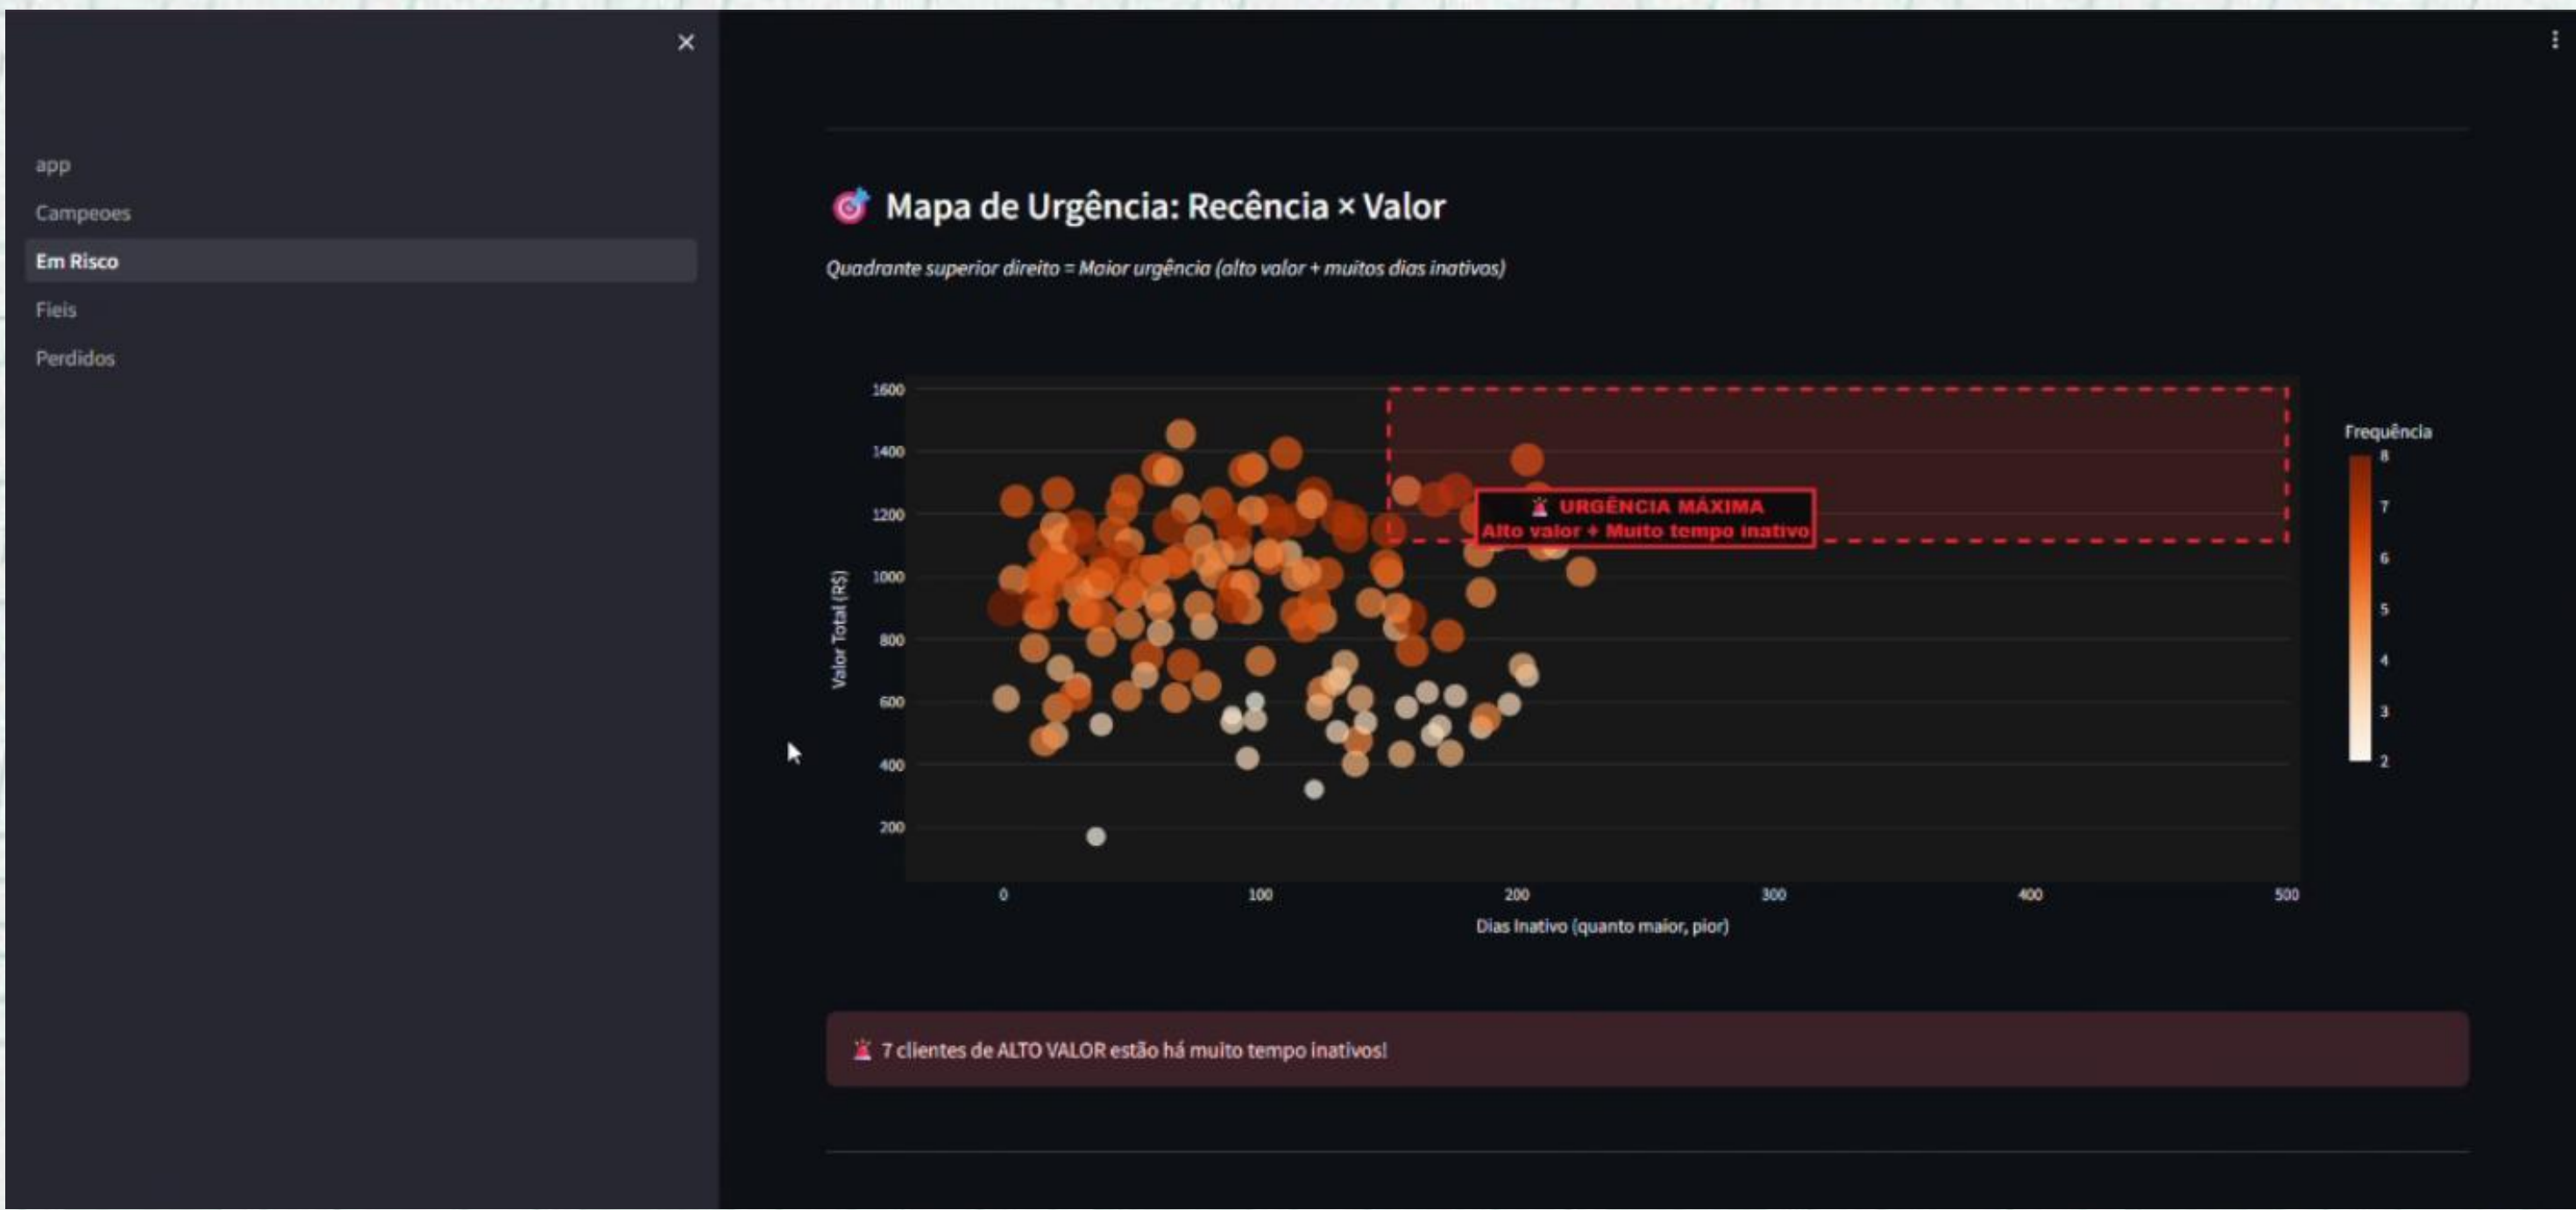 app
Campeoes
Em Risco
Fieis
Perdidos
Mapa de Urgência: Recência × Valor
Quadrante superior direito = Maior urgência (alto valor + muitos dias inativos)
1600
1400
1200
1000
800
600
400
200
Valor Total (R$)
URGÊNCIA MÁXIMA
Alto valor + Muito tempo inativo
0
100
200
300
400
500
Dias Inativo (quanto maior, pior)
Frequência
8
7
6
5
4
3
2
7 clientes de ALTO VALOR estão há muito tempo inativos!